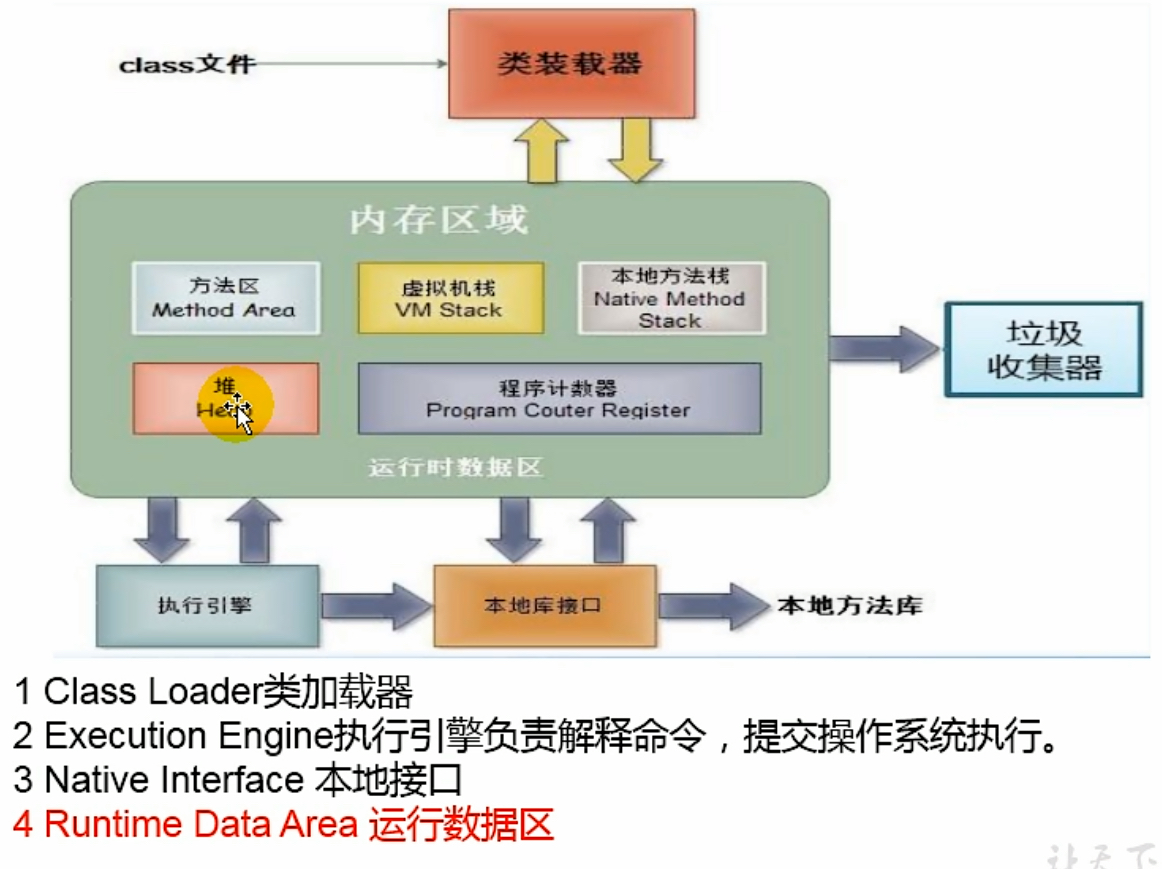 class文件
类装载器
内存区域
方法区
Method Area
虚拟机栈
VM Stack
本地方法栈
Native Method
Stack
堆
程序计数器
Program Couter Register
运行时数据区
垃圾
收集器
执行引擎
本地库接口
本地方法库
1 Class Loader类加载器
2 Execution Engine执行引擎负责解释命令，提交操作系统执行。
3 Native Interface 本地接口
4 Runtime Data Area 运行数据区
让天下